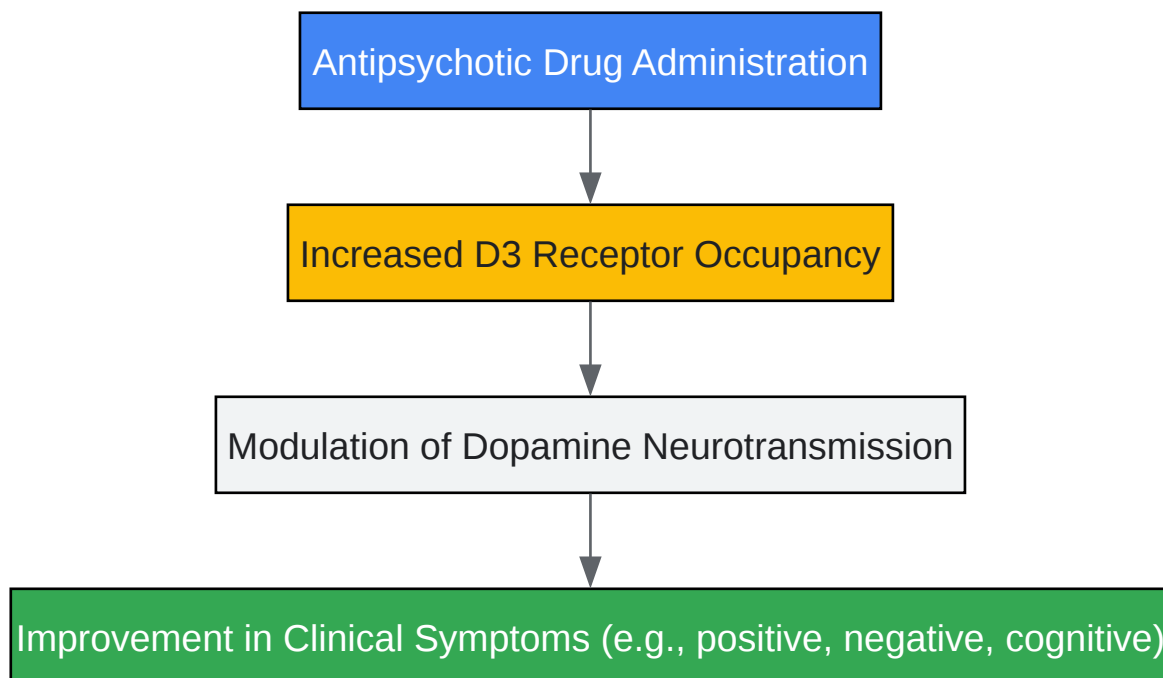 Antipsychotic Drug Administration
Increased D3 Receptor Occupancy
Modulation of Dopamine Neurotransmission
Improvement in Clinical Symptoms (e.g., positive, negative, cognitive)